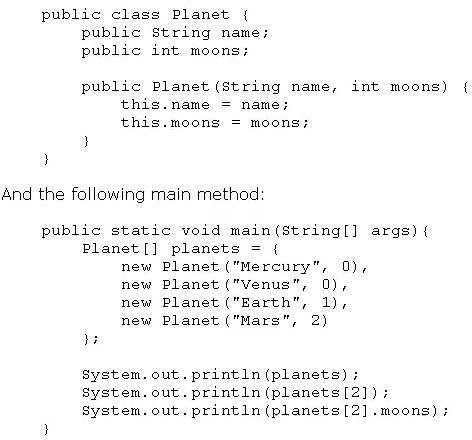 public class Planet {
public String name;
public int moons;
public Planet(String name, int moons) {
this.name = name;
this.moons = moons;
}
}
And the following main method:
public static void main(String[] args){
Planet[] planets = {
new Planet("Mercury", 0),
new Planet("Venus", 0),
new Planet("Earth", 1),
new Planet("Mars", 2)
};
System.out.println(planets);
System.out.println(planets[2]);
System.out.println(planets[2].moons);
}